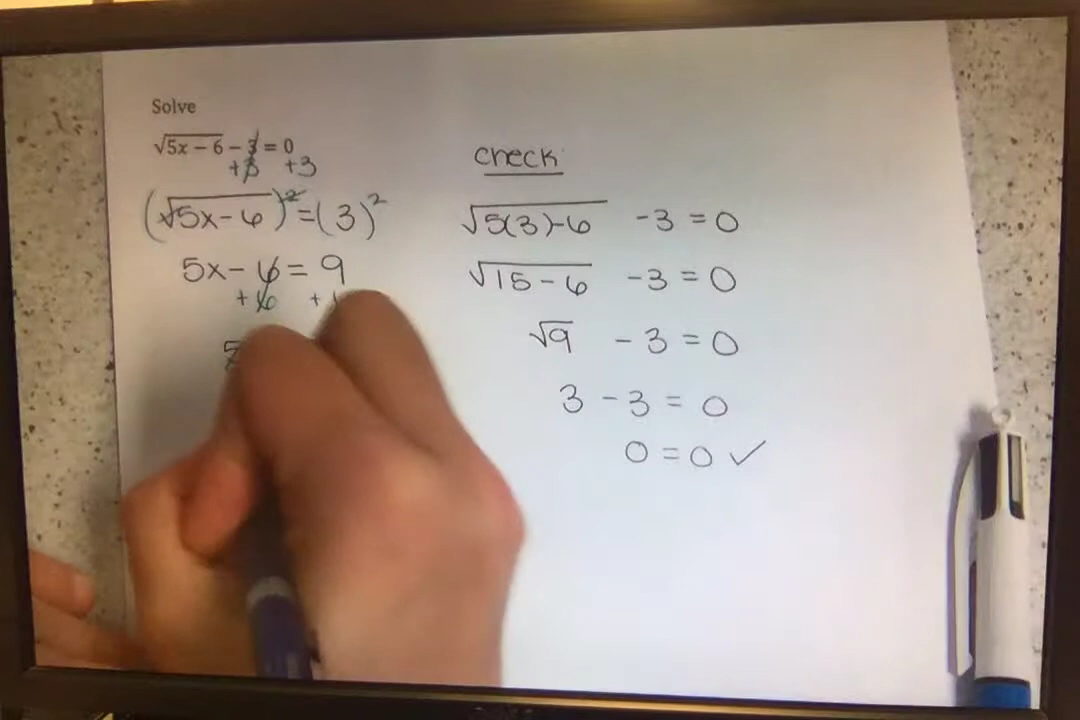 Solve
√5x − 6 − 3 = 0
+3 +3
(√5x − 6)² = (3)²
5x − 6 = 9
+6 +
5
check
√5(3)-6 -3 = 0
√15 - 6 -3 = 0
√9 - 3 = 0
3 - 3 = 0
0 = 0 ✓